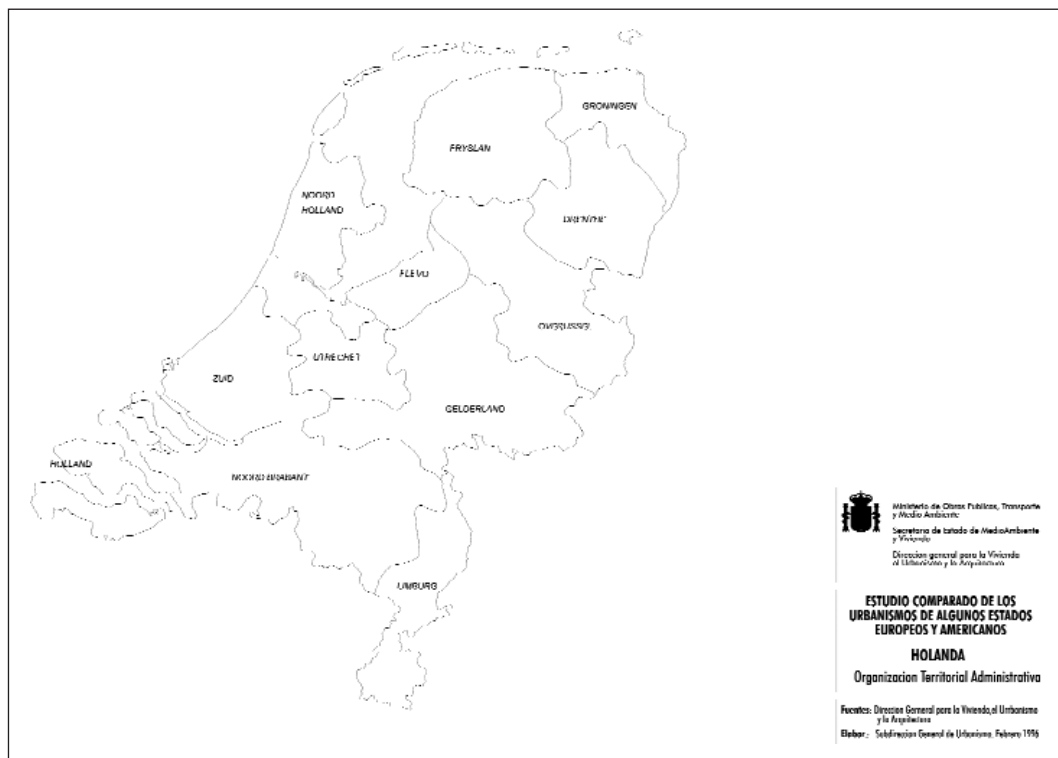 GRONINGEN
FRYSLAN
NOORD
HOLLAND
DRENTHE
FLEVO
OVERIJSSEL
UTRECHET
ZUID
GELDERLAND
HOLLAND
NOORD BRABANT
LIMBURG
Ministerio de Obras Publicas, Transporte
y Medio Ambiente
Secretaria de Estado de MedioAmbiente
y Vivienda
Direccion general para la Vivienda
el Urbanismo y la Arquitectura
ESTUDIO COMPARADO DE LOS
URBANISMOS DE ALGUNOS ESTADOS
EUROPEOS Y AMERICANOS
HOLANDA
Organizacion Territorial Administrativa
Fuentes: Direccion Gerneral para la Vivienda,el Urrbanismo
y la Arquitectura
Elabor.: Subdireccion General de Urbanismo. Febrero 1996